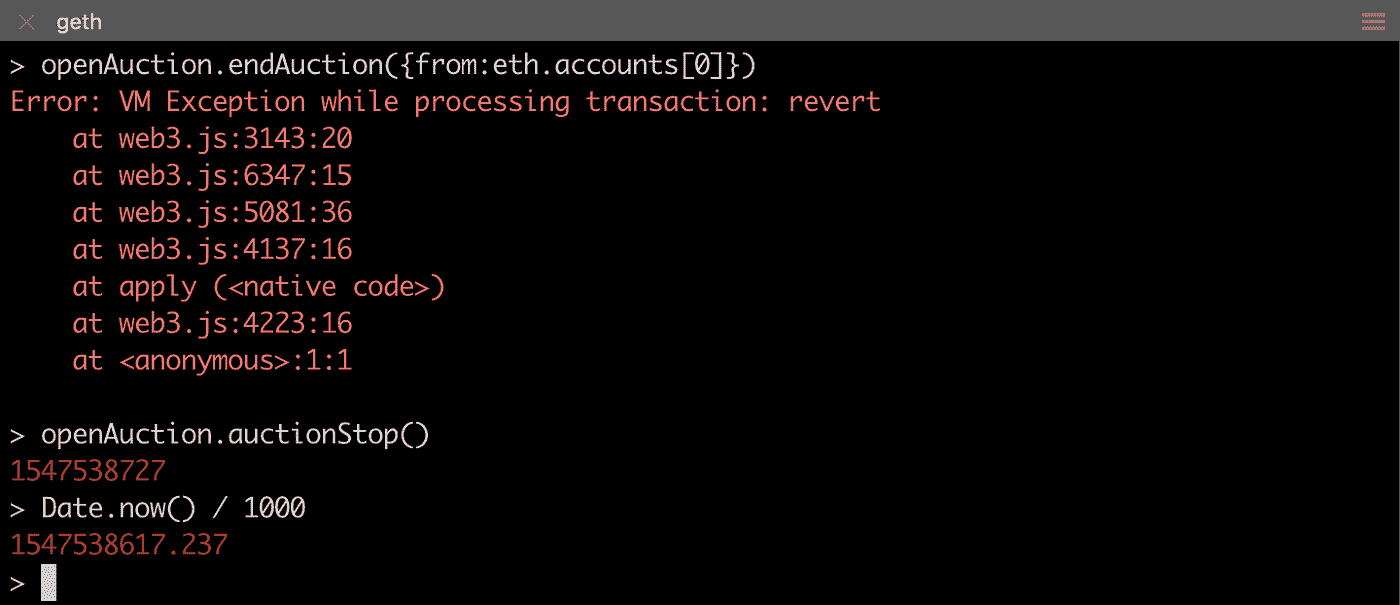 geth
> openAuction.endAuction({from:eth.accounts[0]})
Error: VM Exception while processing transaction: revert
    at web3.js:3143:20
    at web3.js:6347:15
    at web3.js:5081:36
    at web3.js:4137:16
    at apply (<native code>)
    at web3.js:4223:16
    at <anonymous>:1:1
> openAuction.auctionStop()
1547538727
> Date.now() / 1000
1547538617.237
>